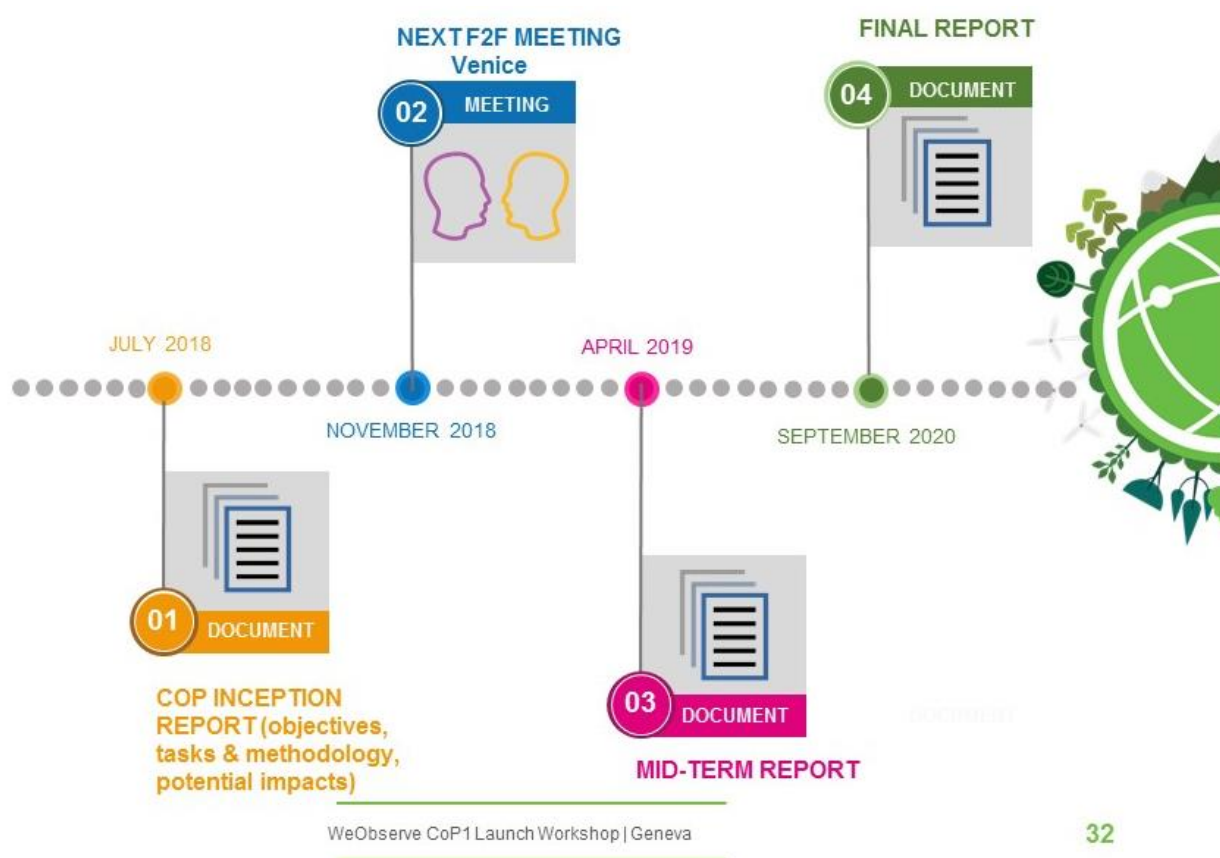 NEXT F2F MEETING
Venice
02
MEETING
FINAL REPORT
04
DOCUMENT
JULY 2018
NOVEMBER 2018
APRIL 2019
SEPTEMBER 2020
01
DOCUMENT
COP INCEPTION
REPORT (objectives,
tasks & methodology,
potential impacts)
03
DOCUMENT
MID-TERM REPORT
WeObserve CoP1 Launch Workshop | Geneva
32